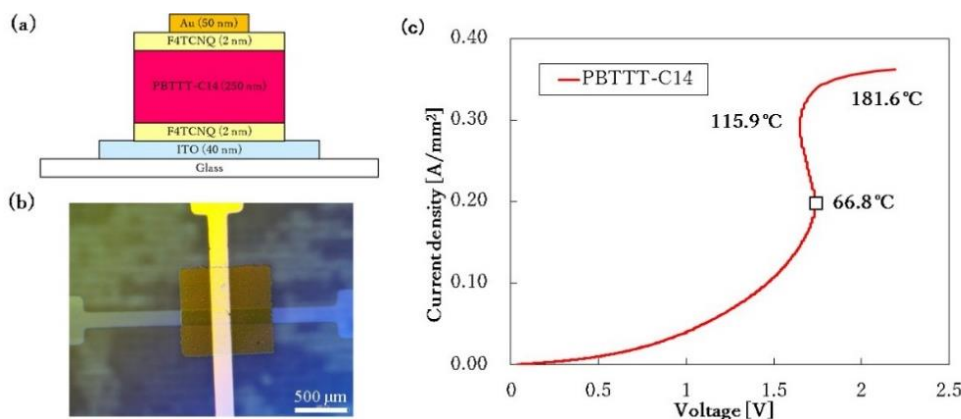 (a)
Au (50 nm)
F4TCNQ (2 nm)
PBTTT-C14 (250 nm)
F4TCNQ (2 nm)
ITO (40 nm)
Glass
(b)
500 μm
(c)
0.40
0.30
0.20
0.10
0.00
Current density [A/mm²]
PBTTT-C14
181.6℃
115.9℃
66.8℃
0
0.5
1
1.5
2
2.5
Voltage [V]